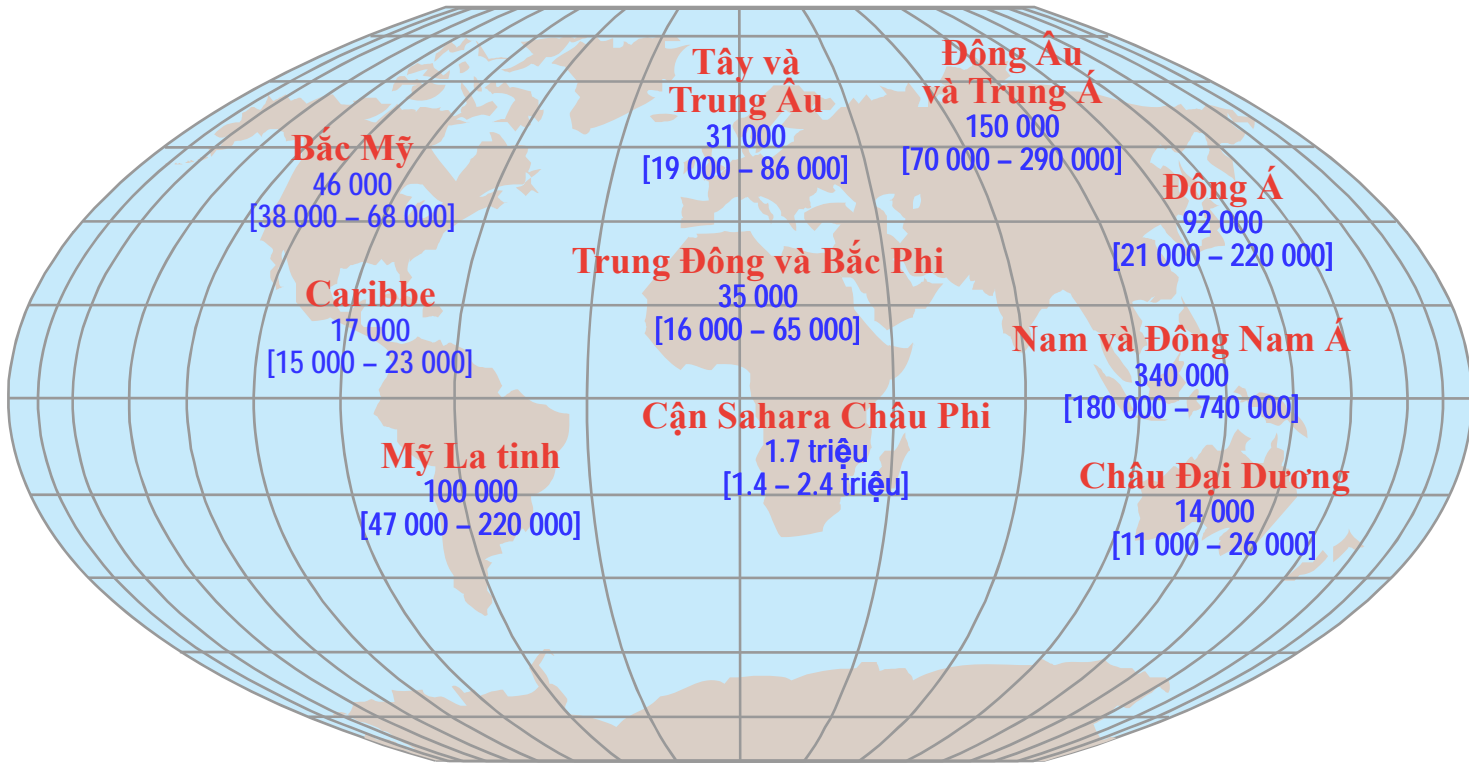 Tây và
Trung Âu
31 000
[19 000 – 86 000]
Đông Âu
và Trung Á
150 000
[70 000 – 290 000]
Bắc Mỹ
46 000
[38 000 – 68 000]
Đông Á
92 000
[21 000 – 220 000]
Trung Đông và Bắc Phi
35 000
[16 000 – 65 000]
Caribbe
17 000
[15 000 – 23 000]
Nam và Đông Nam Á
340 000
[180 000 – 740 000]
Cận Sahara Châu Phi
1.7 triệu
[1.4 – 2.4 triệu]
Mỹ La tinh
100 000
[47 000 – 220 000]
Châu Đại Dương
14 000
[11 000 – 26 000]